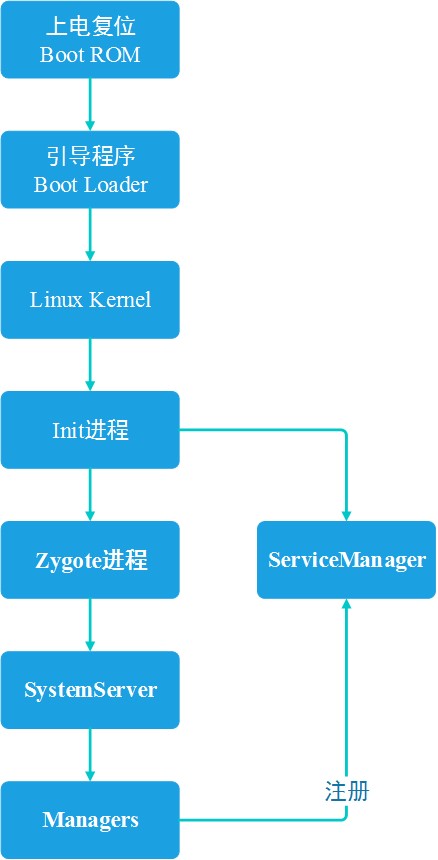 上电复位
Boot ROM
引导程序
Boot Loader
Linux Kernel
Init进程
Zygote进程
ServiceManager
SystemServer
Managers
注册